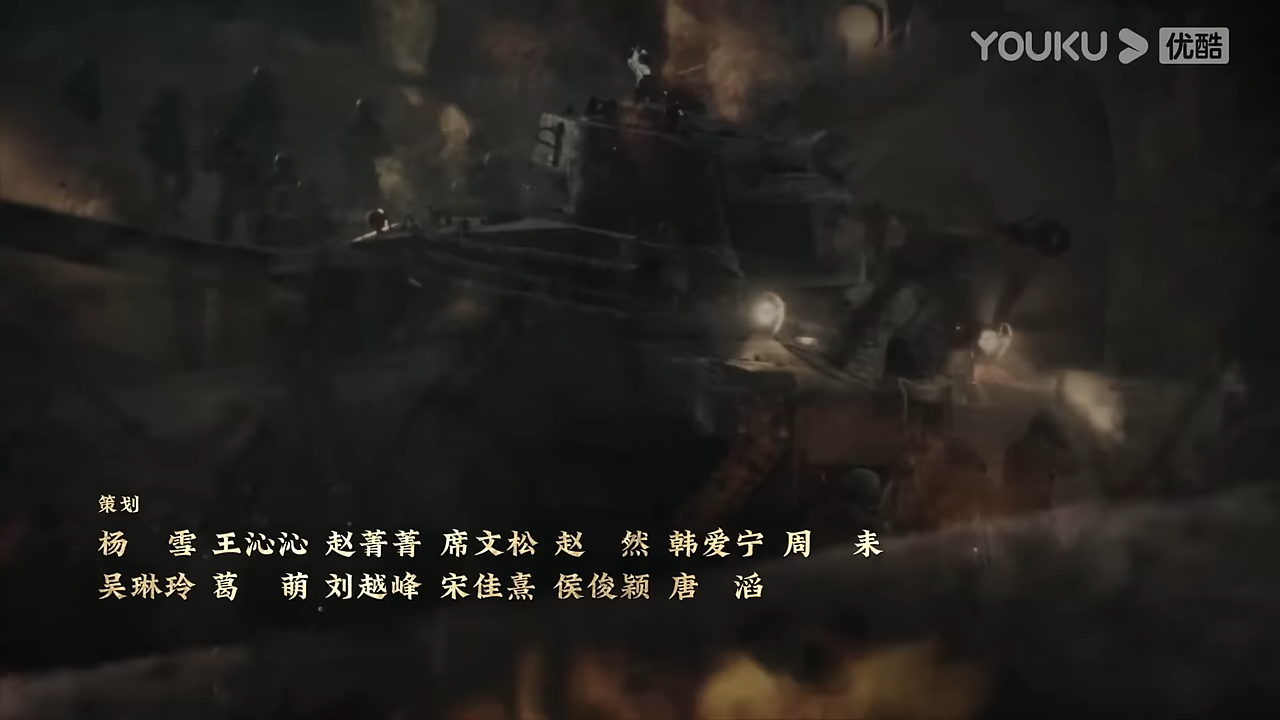 YOUKU 优酷
策划
杨 雪 王沁沁 赵菁菁 席文松 赵 然 韩爱宁 周 耒
吴琳玲 葛 萌 刘越峰 宋佳熹 侯俊颖 唐 滔